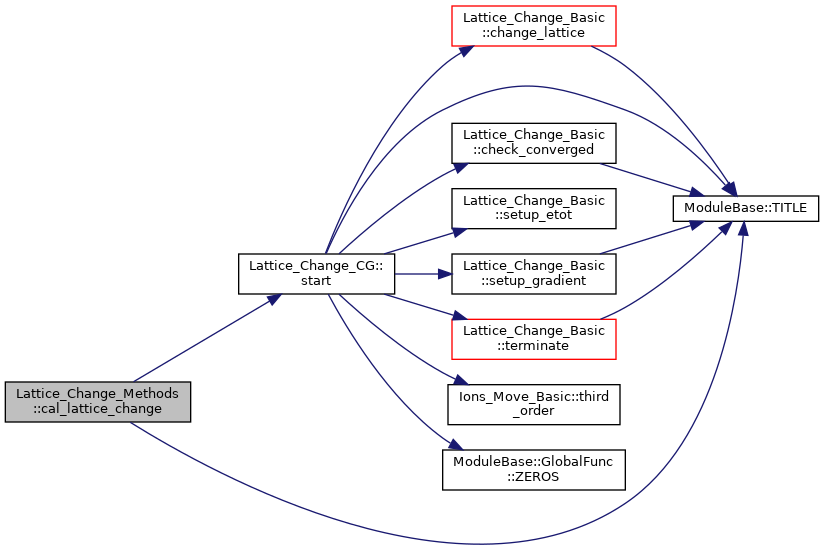 Lattice_Change_Basic
::change_lattice
Lattice_Change_Basic
::check_converged
Lattice_Change_Basic
::setup_etot
ModuleBase::TITLE
Lattice_Change_CG::
start
Lattice_Change_Basic
::setup_gradient
Lattice_Change_Basic
::terminate
Lattice_Change_Methods
::cal_lattice_change
Ions_Move_Basic::third
_order
ModuleBase::GlobalFunc
::ZEROS